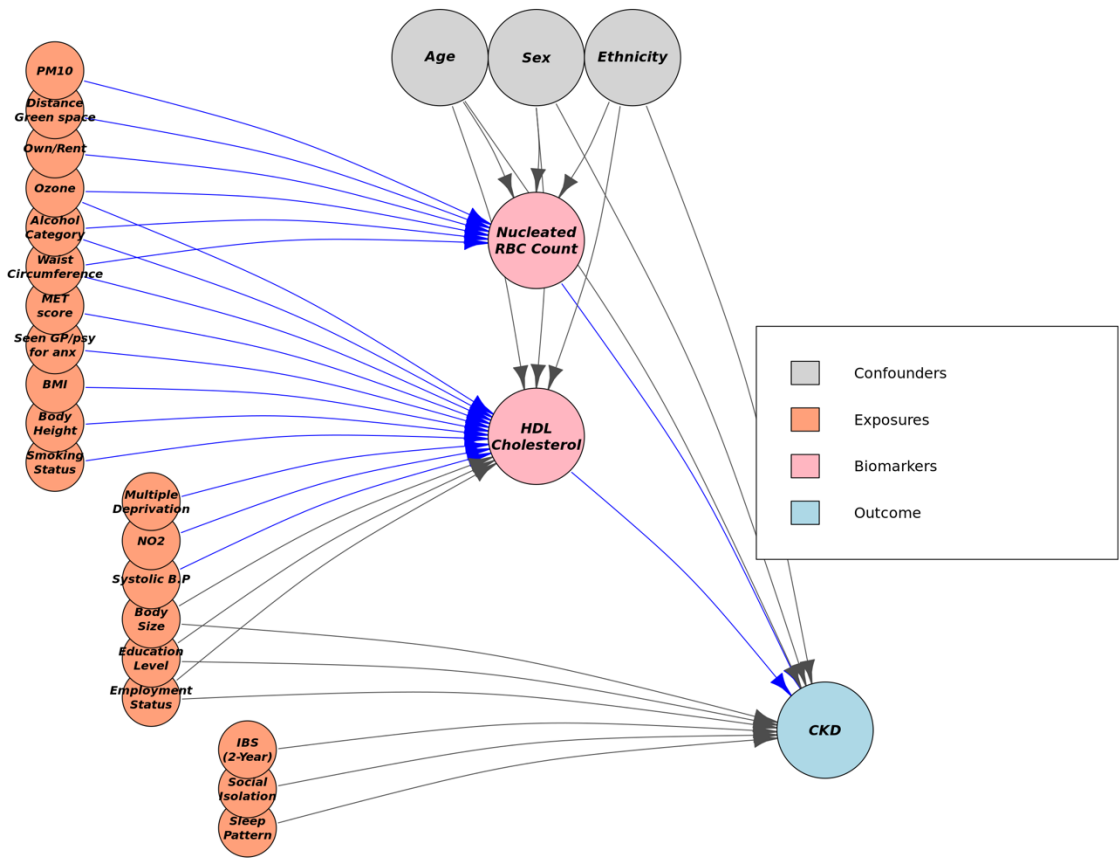 Age
Sex
Ethnicity
PM10
Distance
Green space
Own/Rent
Ozone
Alcohol
Category
Waist
Circumference
MET
score
Seen GP/psy
for anx
BMI
Body
Height
Smoking
Status
Multiple
Deprivation
NO2
Systolic B.P
Body
Size
Education
Level
Employment
Status
IBS
(2-Year)
Social
Isolation
Sleep
Pattern
Nucleated
RBC Count
HDL
Cholesterol
CKD
Confounders
Exposures
Biomarkers
Outcome